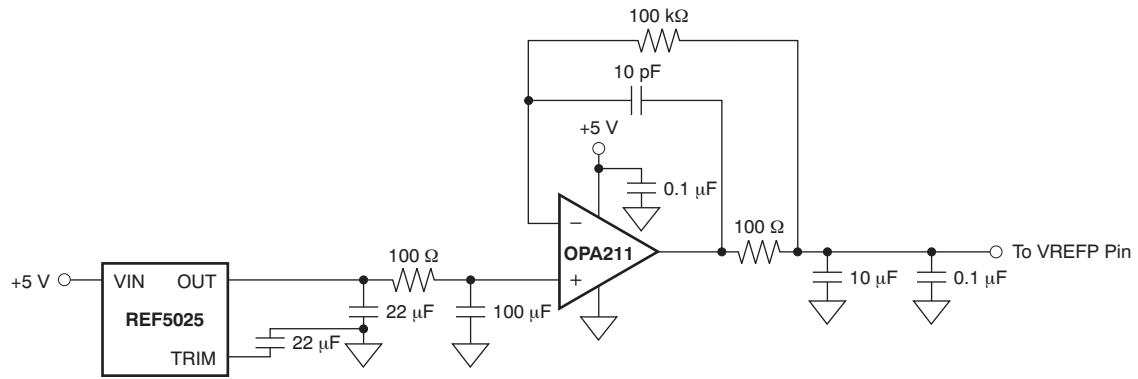 100 kΩ
10 pF
+5 V
0.1 μF
−
OPA211
+
100 Ω
To VREFP Pin
10 μF
0.1 μF
+5 V
VIN
OUT
REF5025
TRIM
100 Ω
22 μF
100 μF
22 μF